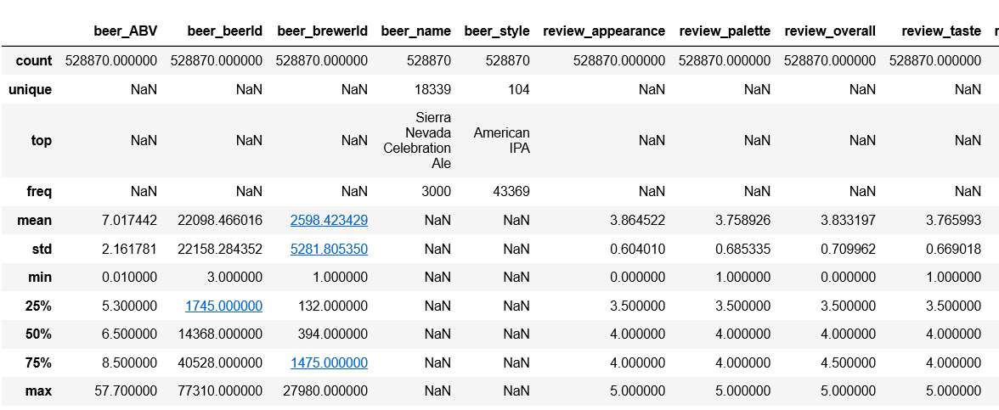 beer_ABV beer_beerId beer_brewerId beer_name beer_style review_appearance review_palette review_overall review_taste
count 528870.000000 528870.000000 528870.000000 528870 528870 528870.000000 528870.000000 528870.000000 528870.000000
unique NaN NaN NaN 18339 104 NaN NaN NaN NaN
Sierra
Nevada American
top NaN NaN NaN Celebration IPA NaN NaN NaN NaN
Ale
freq NaN NaN NaN 3000 43369 NaN NaN NaN NaN
mean 7.017442 22098.466016 2598.423429 NaN NaN 3.864522 3.758926 3.833197 3.765993
std 2.161781 22158.284352 5281.805350 NaN NaN 0.604010 0.685335 0.709962 0.669018
min 0.010000 3.000000 1.000000 NaN NaN 0.000000 1.000000 0.000000 1.000000
25% 5.300000 1745.000000 132.000000 NaN NaN 3.500000 3.500000 3.500000 3.500000
50% 6.500000 14368.000000 394.000000 NaN NaN 4.000000 4.000000 4.000000 4.000000
75% 8.500000 40528.000000 1475.000000 NaN NaN 4.000000 4.000000 4.500000 4.000000
max 57.700000 77310.000000 27980.000000 NaN NaN 5.000000 5.000000 5.000000 5.000000